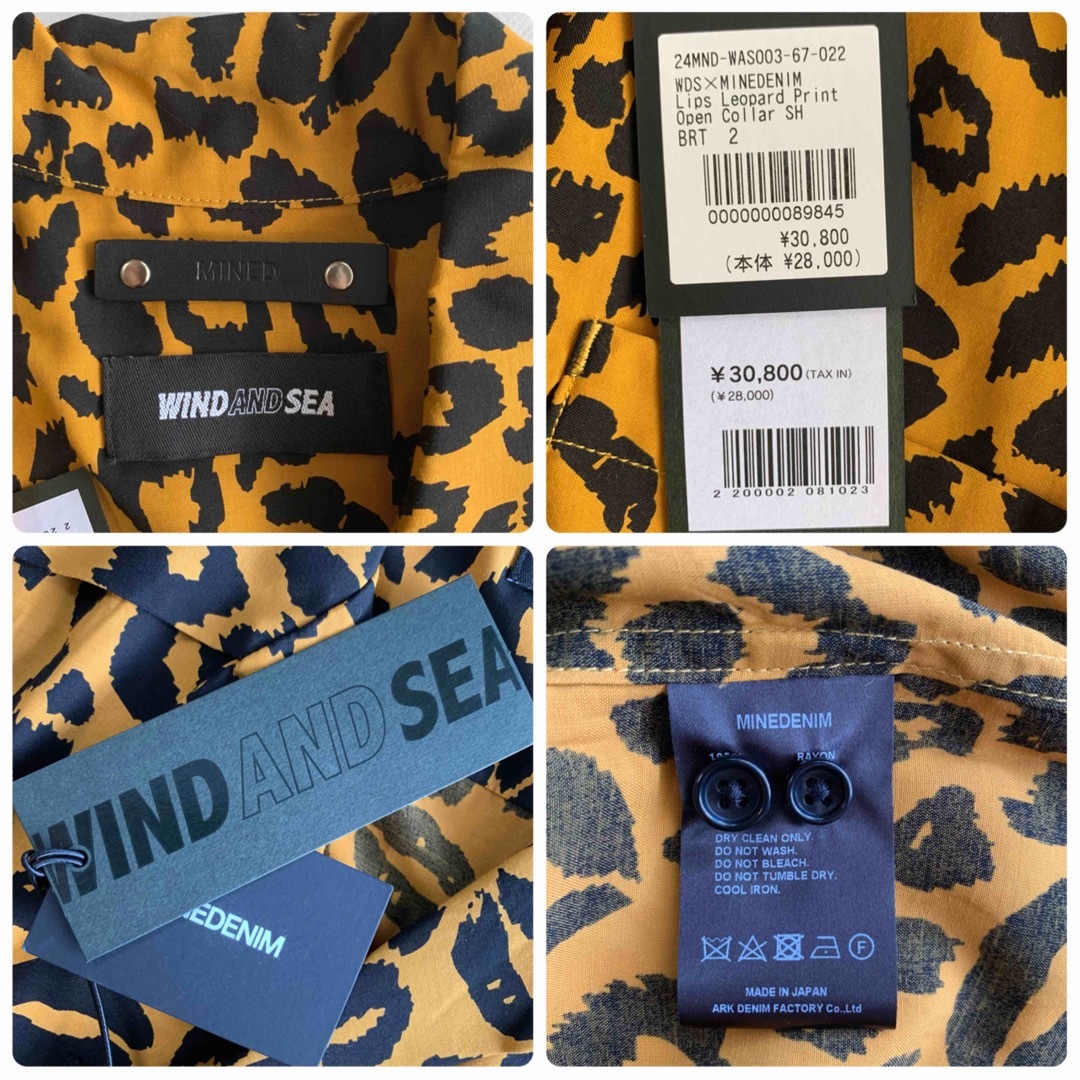 MINED
WIND AND SEA
24MND-WAS003-67-022
WDS×MINEDENIM
Lips Leopard Print
Open Collar SH
BRT 2
0000000089845
¥30,800
(本体 ¥28,000)
¥30,800 (TAX IN)
(¥28,000)
2 200002 081023
WIND AND SEA
NEDENIM
MINEDENIM
RAYON
DRY CLEAN ONLY.
DO NOT WASH.
DO NOT BLEACH.
DO NOT TUMBLE DRY.
COOL IRON.
F
MADE IN JAPAN
ARK DENIM FACTORY Co.,Ltd